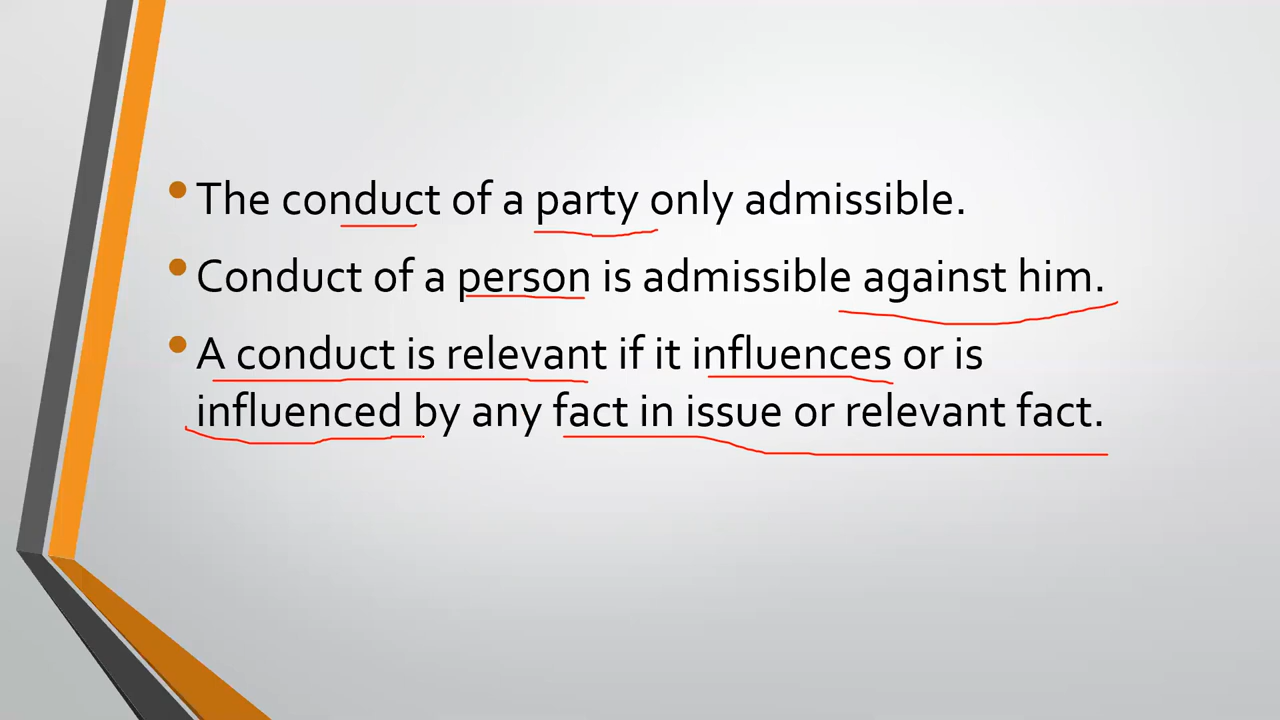 • The conduct of a party only admissible.
• Conduct of a person is admissible against him.
• A conduct is relevant if it influences or is
influenced by any fact in issue or relevant fact.